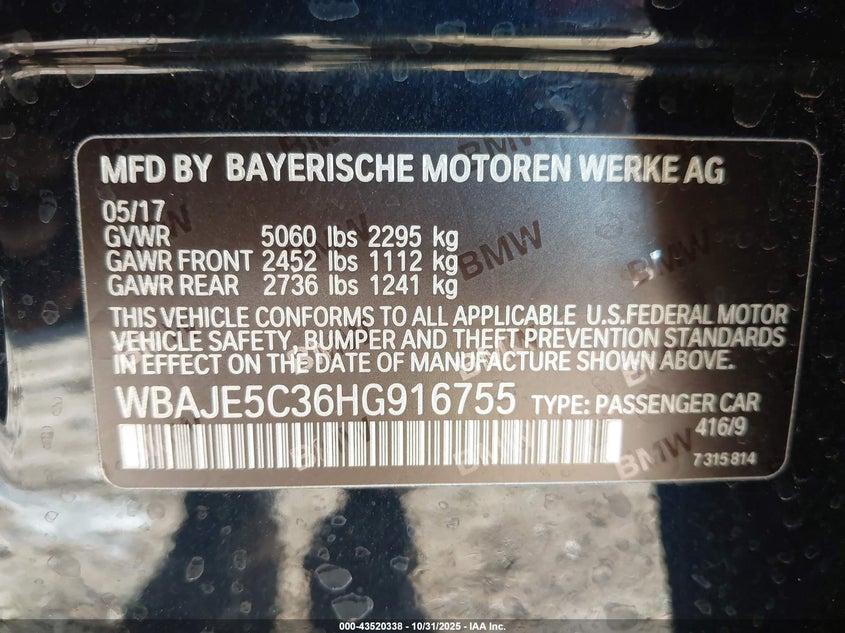 MFD BY BAYERISCHE MOTOREN WERKE AG
05/17
GVWR 5060 lbs 2295 kg
GAWR FRONT 2452 lbs 1112 kg
GAWR REAR 2736 lbs 1241 kg
THIS VEHICLE CONFORMS TO ALL APPLICABLE U.S.FEDERAL MOTOR
VEHICLE SAFETY, BUMPER, AND THEFT PREVENTION STANDARDS
IN EFFECT ON THE DATE OF MANUFACTURE SHOWN ABOVE.
WBAJE5C36HG916755 TYPE: PASSENGER CAR
416/9
7 315 814
BMW
BMW
BMW
000-43520338 - 10/31/2025 - IAA Inc.